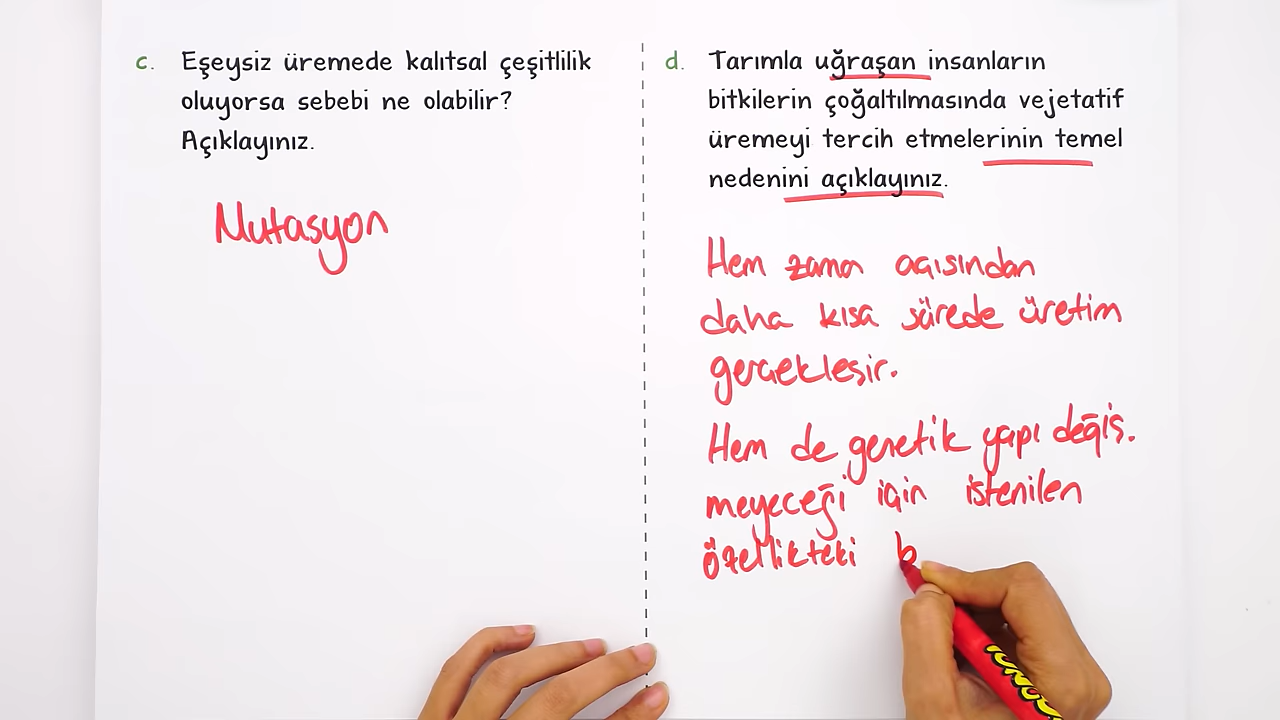 c. Eşeysiz üremede kalıtsal çeşitlilik
oluyorsa sebebi ne olabilir?
Açıklayınız.
Mutasyon
d. Tarımla uğraşan insanların
bitkilerin çoğaltılmasında vejetatif
üremeyi tercih etmelerinin temel
nedenini açıklayınız.
Hem zaman açısından
daha kısa sürede üretim
gerçekleşir.
Hem de genetik yapı değiş.
meyeceği için istenilen
özellikteki b